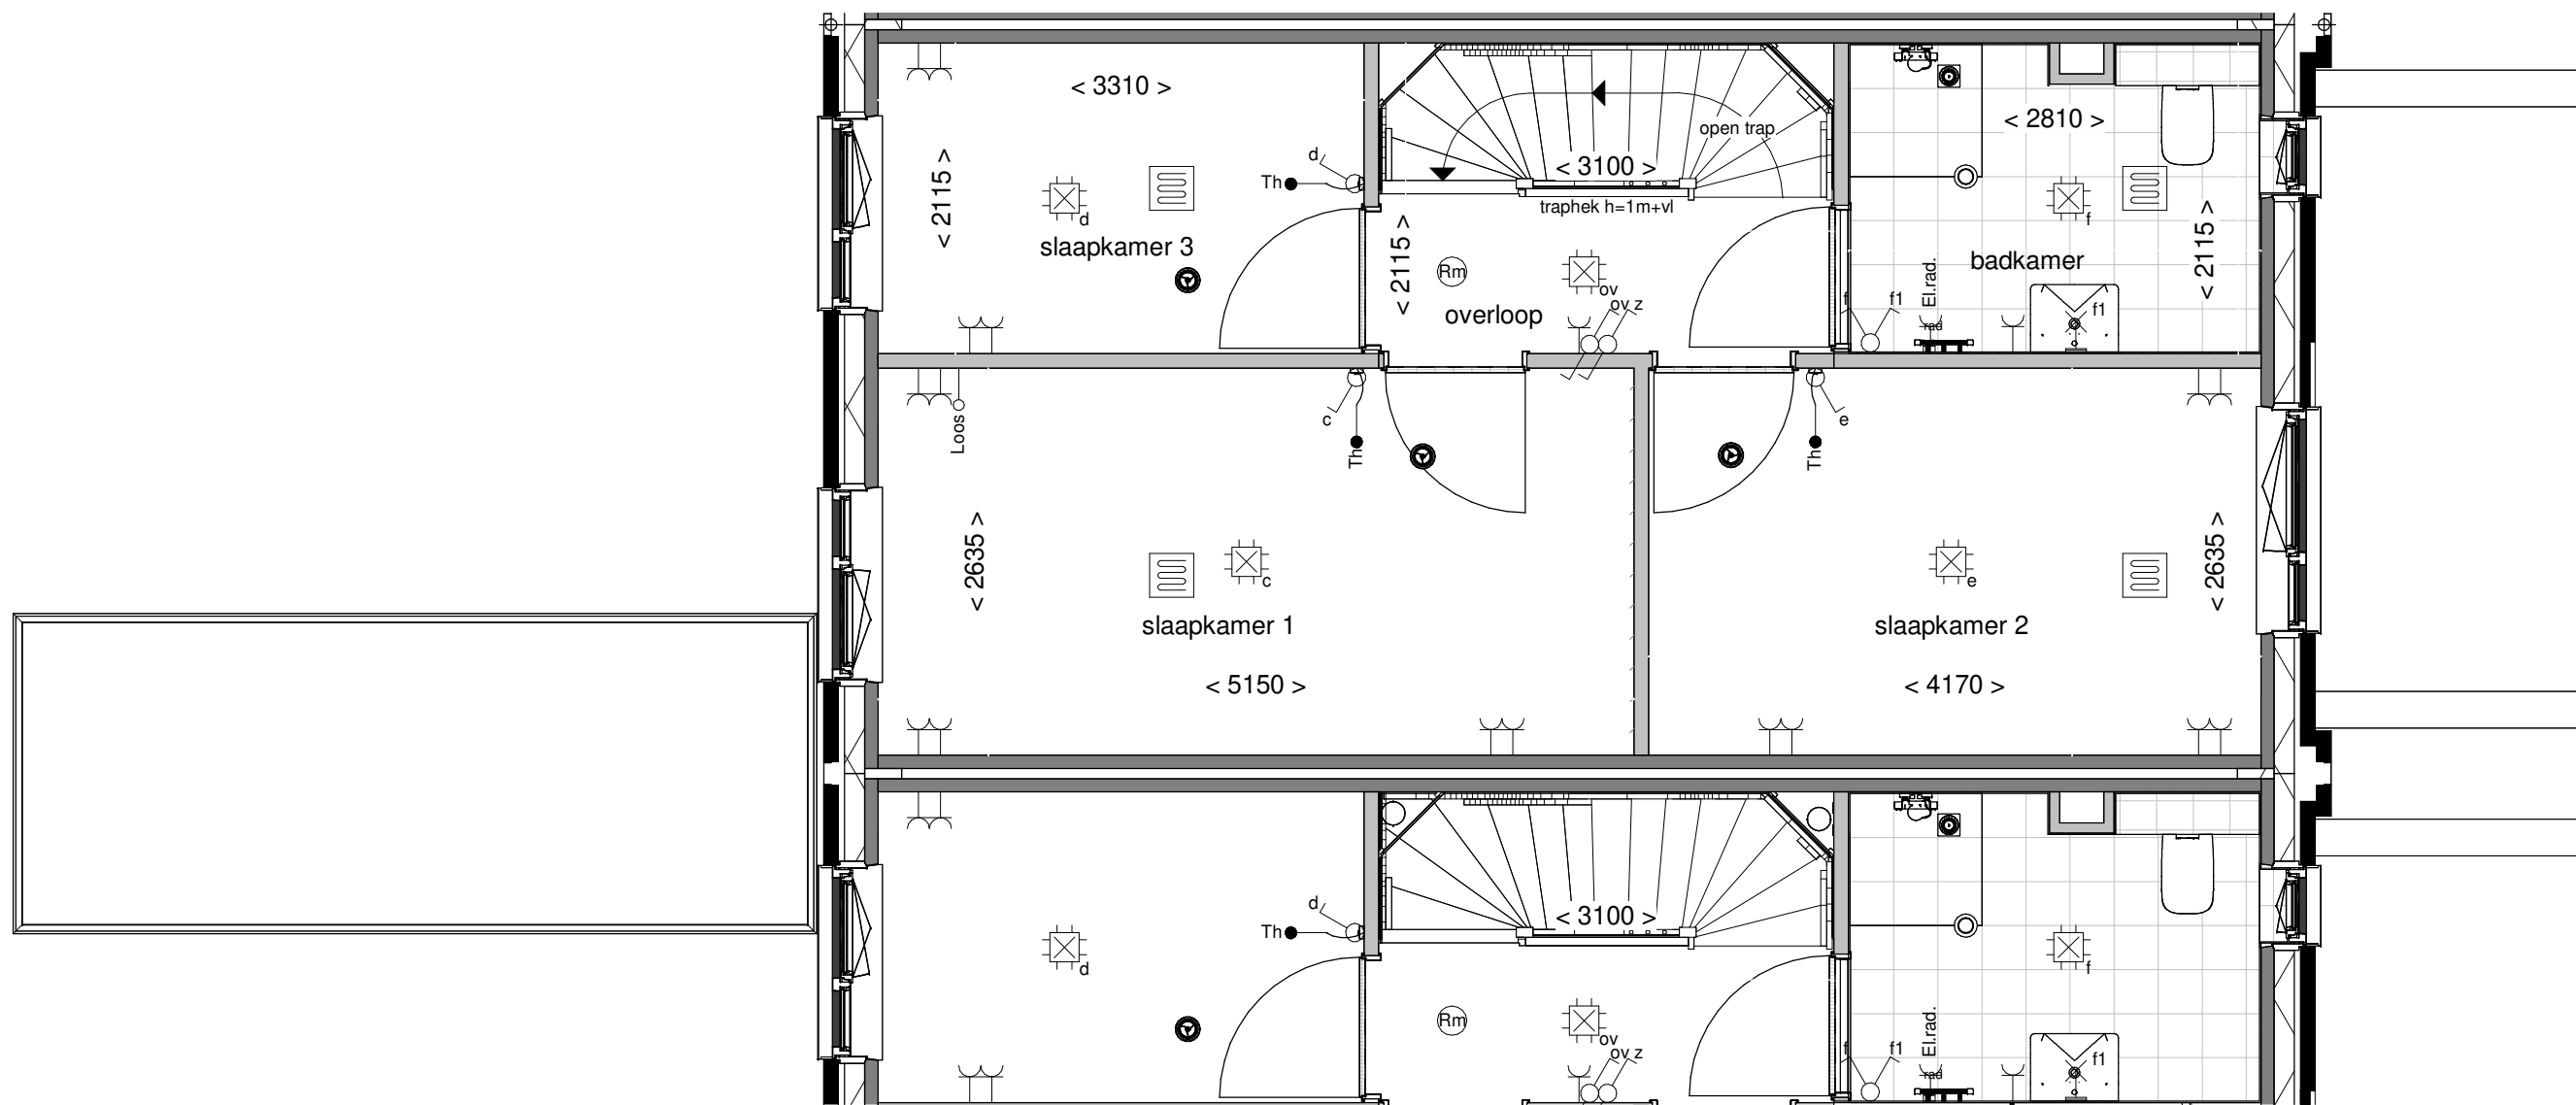 < 3310 >
< 2115 >
d
slaapkamer 3
d
Th
open trap
< 3100 >
traphek h=1m+vl
< 2115 >
Rm
ov
ov z
overloop
< 2810 >
f
badkamer
< 2115 >
El.rad.
rad
f
f1
f1
Loos
c
Th
< 2635 >
c
slaapkamer 1
< 5150 >
e
Th
e
slaapkamer 2
< 2635 >
< 4170 >
d
d
Th
< 3100 >
Rm
ov
ov z
f
El.rad.
rad
f
f1
f1